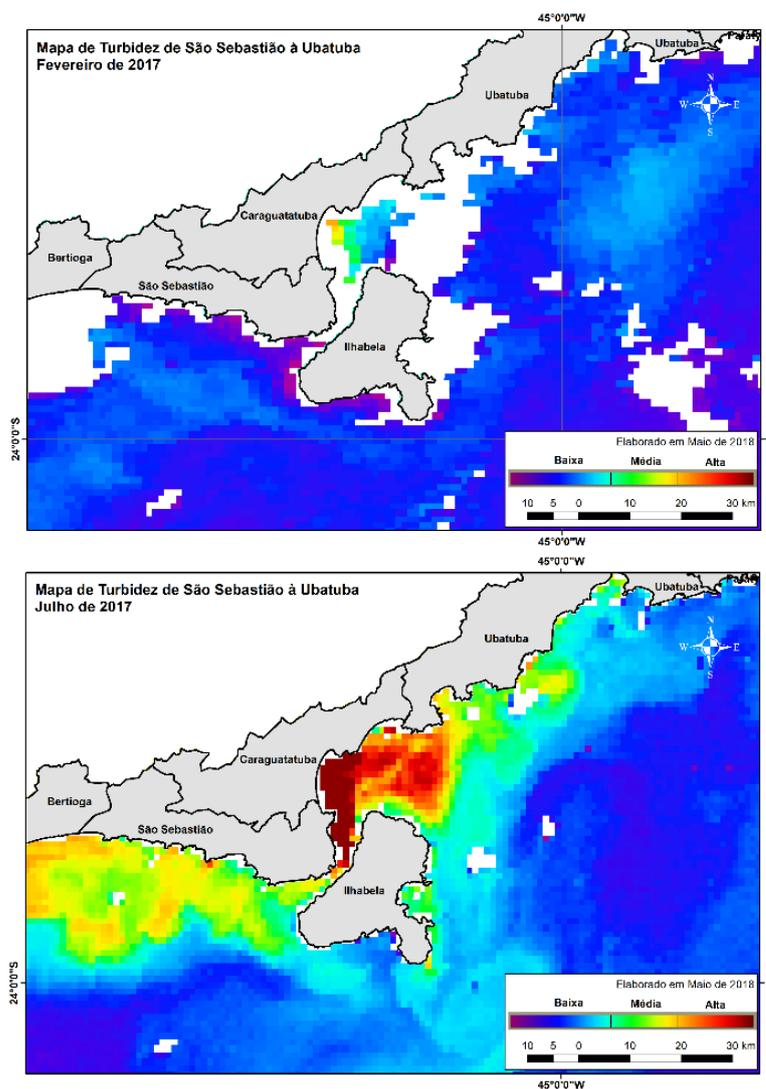 45°0'0"W
Mapa de Turbidez de São Sebastião à Ubatuba
Fevereiro de 2017
Ubatuba
N
W E
S
Ubatuba
Caraguatatuba
Bertioga
São Sebastião
Ilhabela
24°0'0"S
Elaborado em Maio de 2018
Baixa Média Alta
10 5 0 10 20 30 km
45°0'0"W
45°0'0"W
Mapa de Turbidez de São Sebastião à Ubatuba
Julho de 2017
Ubatuba
N
W E
S
Ubatuba
Caraguatatuba
Bertioga
São Sebastião
Ilhabela
24°0'0"S
Elaborado em Maio de 2018
Baixa Média Alta
10 5 0 10 20 30 km
45°0'0"W